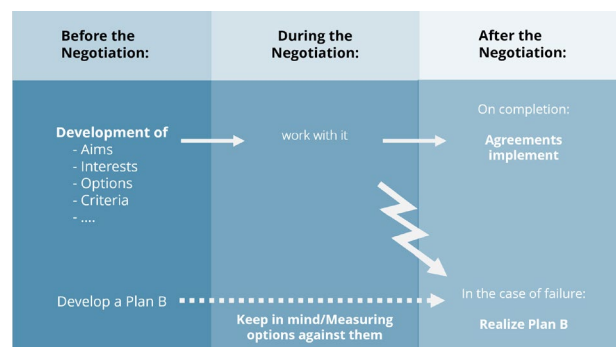 Before the
Negotiation:
During the
Negotiation:
After the
Negotiation:
Development of
- Aims
- Interests
- Options
- Criteria
- ....
work with it
On completion:
Agreements
implement
Develop a Plan B
Keep in mind/Measuring
options against them
In the case of failure:
Realize Plan B